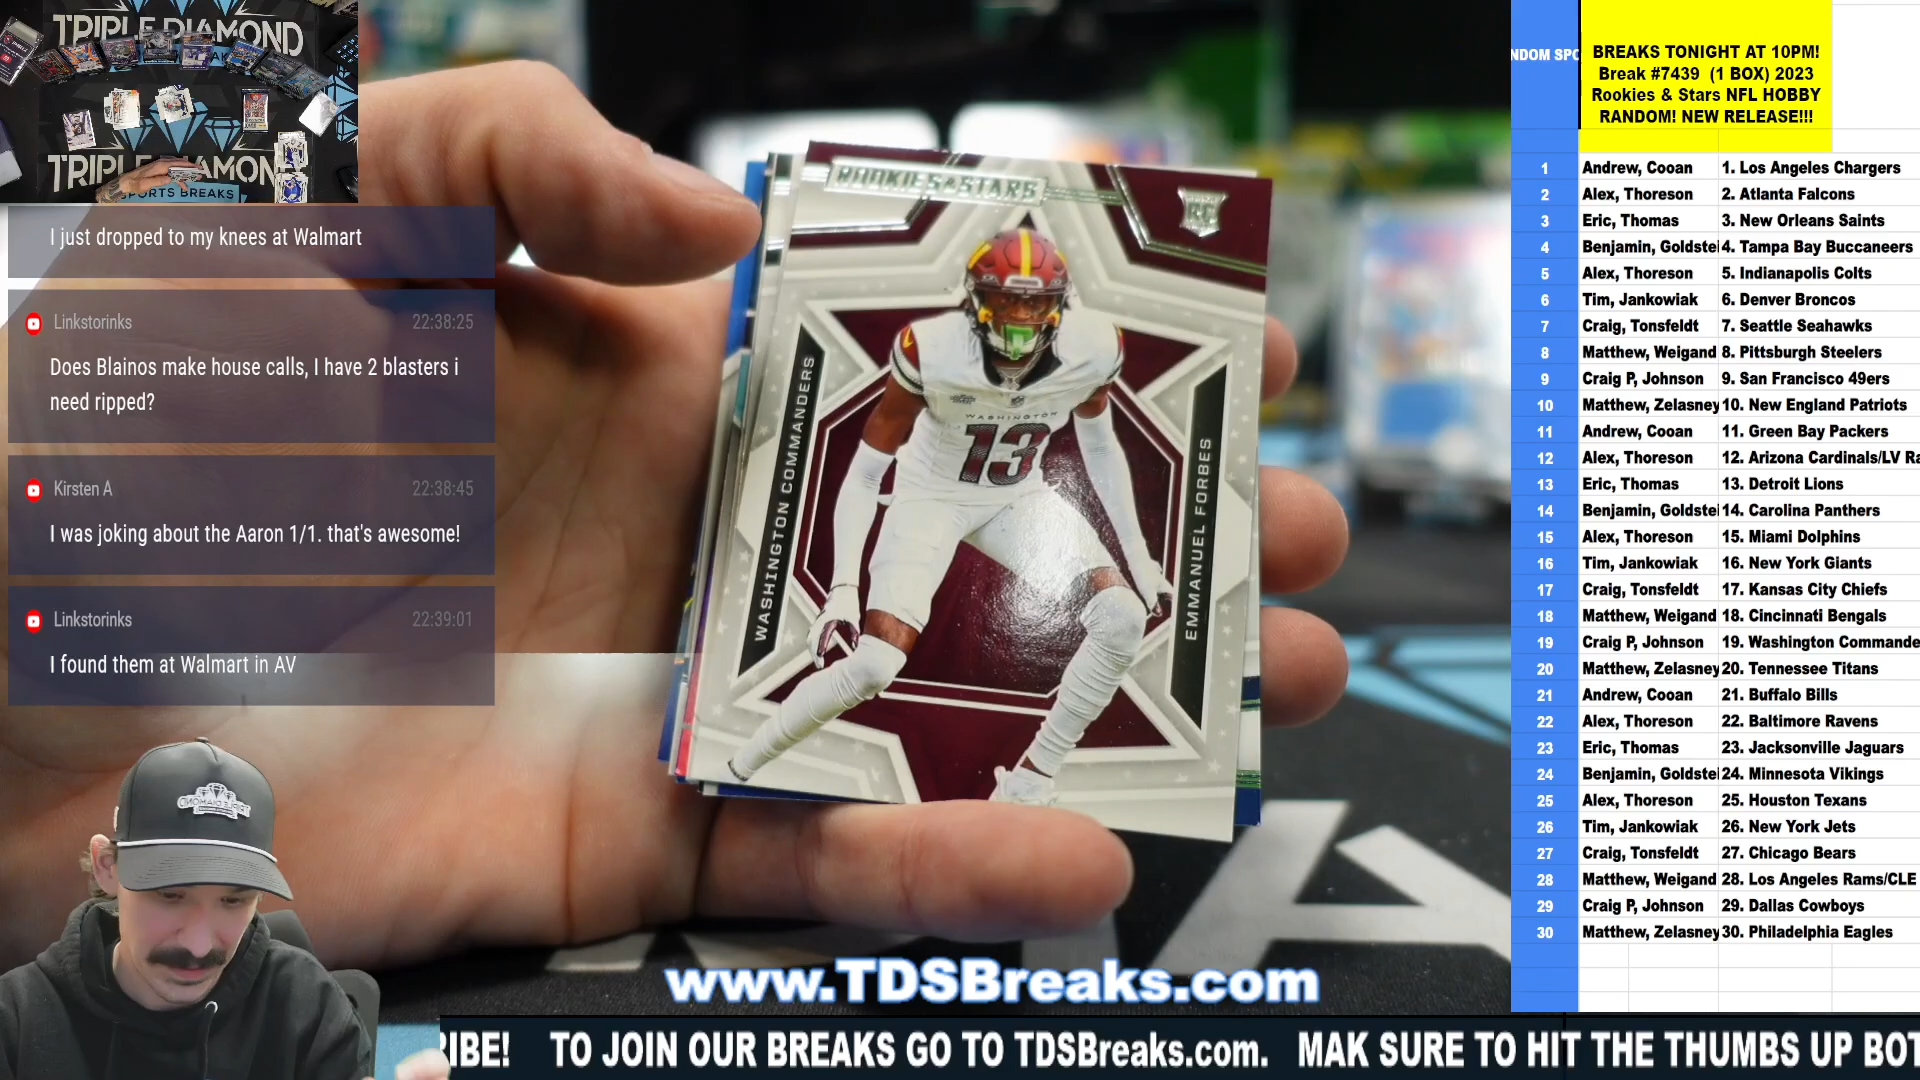 TRIPLE DIAMOND
TRIPLE DIAMOND
SPORTS BREAKS
I just dropped to my knees at Walmart
Linkstorinks 22:38:25
Does Blainos make house calls, I have 2 blasters i
need ripped?
Kirsten A 22:38:45
I was joking about the Aaron 1/1. that's awesome!
Linkstorinks 22:39:01
I found them at Walmart in AV
ROOKIES & STARS
RC
WASHINGTON COMMANDERS
WASHINGTON
13
EMMANUEL FORBES
www.TDSBreaks.com
NDOM SPO
BREAKS TONIGHT AT 10PM!
Break #7439 (1 BOX) 2023
Rookies & Stars NFL HOBBY
RANDOM! NEW RELEASE!!!
1 Andrew, Cooan 1. Los Angeles Chargers
2 Alex, Thoreson 2. Atlanta Falcons
3 Eric, Thomas 3. New Orleans Saints
4 Benjamin, Goldstei 4. Tampa Bay Buccaneers
5 Alex, Thoreson 5. Indianapolis Colts
6 Tim, Jankowiak 6. Denver Broncos
7 Craig, Tonsfeldt 7. Seattle Seahawks
8 Matthew, Weigand 8. Pittsburgh Steelers
9 Craig P, Johnson 9. San Francisco 49ers
10 Matthew, Zelasney 10. New England Patriots
11 Andrew, Cooan 11. Green Bay Packers
12 Alex, Thoreson 12. Arizona Cardinals/LV Ra
13 Eric, Thomas 13. Detroit Lions
14 Benjamin, Goldstei 14. Carolina Panthers
15 Alex, Thoreson 15. Miami Dolphins
16 Tim, Jankowiak 16. New York Giants
17 Craig, Tonsfeldt 17. Kansas City Chiefs
18 Matthew, Weigand 18. Cincinnati Bengals
19 Craig P, Johnson 19. Washington Commande
20 Matthew, Zelasney 20. Tennessee Titans
21 Andrew, Cooan 21. Buffalo Bills
22 Alex, Thoreson 22. Baltimore Ravens
23 Eric, Thomas 23. Jacksonville Jaguars
24 Benjamin, Goldstei 24. Minnesota Vikings
25 Alex, Thoreson 25. Houston Texans
26 Tim, Jankowiak 26. New York Jets
27 Craig, Tonsfeldt 27. Chicago Bears
28 Matthew, Weigand 28. Los Angeles Rams/CLE
29 Craig P, Johnson 29. Dallas Cowboys
30 Matthew, Zelasney 30. Philadelphia Eagles
RIBE! TO JOIN OUR BREAKS GO TO TDSBreaks.com. MAK SURE TO HIT THE THUMBS UP BOT